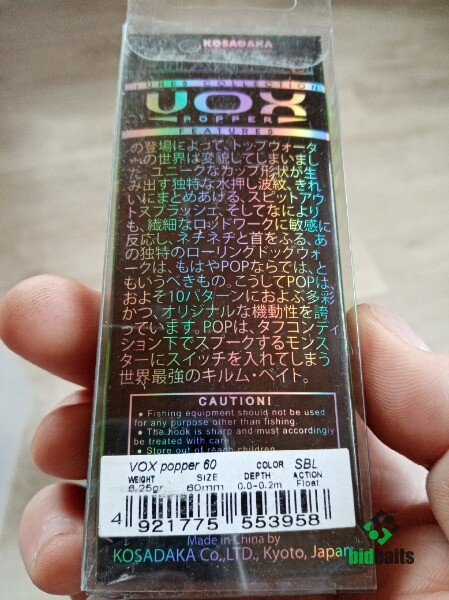 KOSADAKA
LURES COLLECTION
VOX
POPPER
FEATURES
の登場によって、トップウォータ
ーの世界は変貌してしまいまし
た。ユニークなカップ形状が生
み出す独特な水押し波紋、きれ
いにまとめあげる、スピットアウ
トスプラッシュ、そしてなにより
も、繊細なロッドワークに敏感に
反応し、ネチネチと首をふる、あ
の独特のローリングドッグウォ
ークは、もはやPOPならでは、と
もいうべきもの。こうしてPOPは、
およそ10パターンにおよぶ多彩
かつ、オリジナルな機動性を誇
っています。POPは、タフコンディ
ション下でスプークするモンス
ターにスイッチを入れてしまう
世界最強のキルム・ベイト。
CAUTION!
• Fishing equipment should not be used
for any purpose other than fishing.
• The hook is sharp and must accordingly
be treated with care.
• Store out of reach children
VOX popper 60 COLOR SBL
WEIGHT SIZE DEPTH ACTION
6.25gr 60mm 0.0-0.2m Float
4 921775 553958
Made in China by
KOSADAKA Co,.LTD., Kyoto, Japan
bidbaits